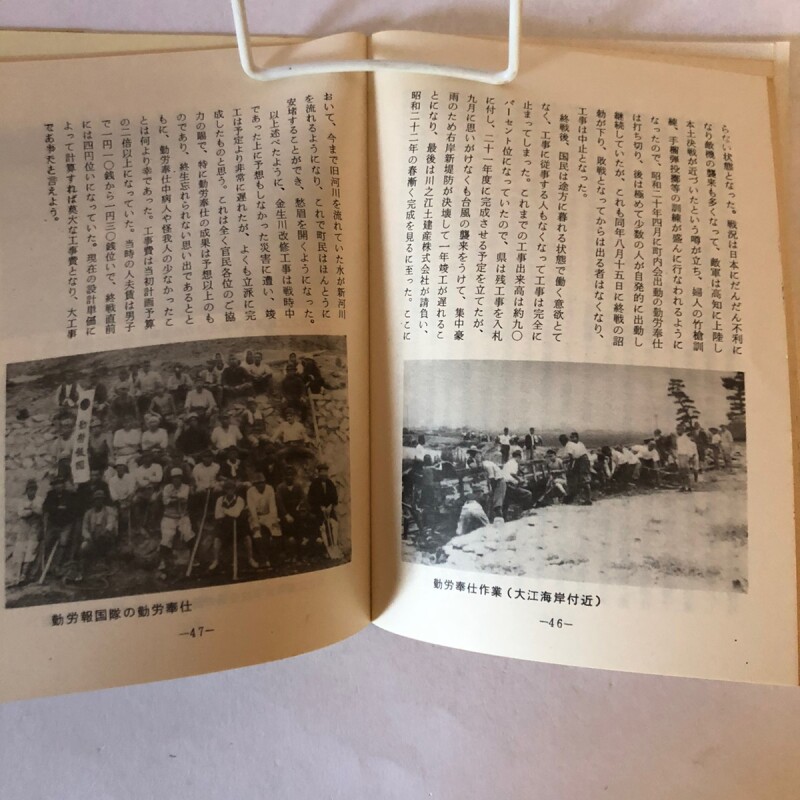 らない状態となった。戦況は日本にだんだん不利に
なり敵機の襲来も多くなって、敵軍は高知に上陸し
本土決戦が近づいたという噂が立ち、婦人の竹槍訓
練、手榴弾投擲等の訓練が盛んに行なわれるように
なったので、昭和二十年四月に町内会出動の勤労奉仕
は打ち切り、後は極めて少数の人が自発的に出動し
継続していたが、これも同年八月十五日に終戦の詔
勅が下り、敗戦となってからは出る者はなくなり、
工事は中止となった。
終戦後、国民は途方に暮れる状態で働く意欲とて
なく、工事に従事する人もなくなって工事は完全に
止まってしまった。これまでの工事出来高は約九〇
パーセント位になっていたので、県は残工事を入札
に付し、二十一年度に完成させる予定を立てたが、
九月に思いがけなくも台風の襲来をうけて、集中豪
雨のため右岸新堤防が決壊して一年竣工が遅れるこ
とになり、最後は川之江土建産株式会社が請負い、
昭和二十二年の春漸く完成を見るに至った。ここに
勤労奉仕作業(大江海岸付近)
—46—
おいて、今まで旧河川を流れていた水が新河川
を流れるようになり、これで町民はほんとうに
安堵することができ、愁眉を開くようになった。
以上述べたように、金生川改修工事は戦時中
であった上に予想もしなかった災害に遭い、竣
工は予定より非常に遅れたが、よくも立派に完
成したものと思う。これは全く官民各位のご協
力の賜で、特に勤労奉仕の成果は予想以上のも
のであり、終生忘れられない思い出であるとと
もに、勤労奉仕中病人や怪我人の少なかったこ
とは何より幸であった。工事費は当初計画予算
の二倍以上になっていた。当時の人夫賃は男子
で一円一〇銭から一円三〇銭位いで、終戦直前
には四円位いになっていた。現在の設計単価に
よって計算すれば莫大な工事費となり、大工事
であったと言えよう。
勤労報国隊
勤労報国隊の勤労奉仕
—47—